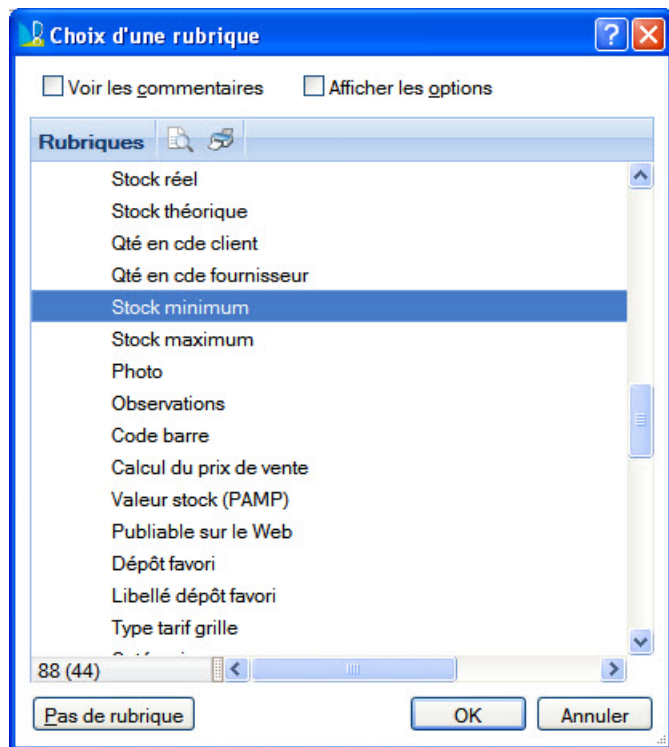 Choix d'une rubrique
Voir les commentaires Afficher les options
Rubriques
Stock réel
Stock théorique
Qté en cde client
Qté en cde fournisseur
Stock minimum
Stock maximum
Photo
Observations
Code barre
Calcul du prix de vente
Valeur stock (PAMP)
Publiable sur le Web
Dépôt favori
Libellé dépôt favori
Type tarif grille
88 (44)
Pas de rubrique OK Annuler